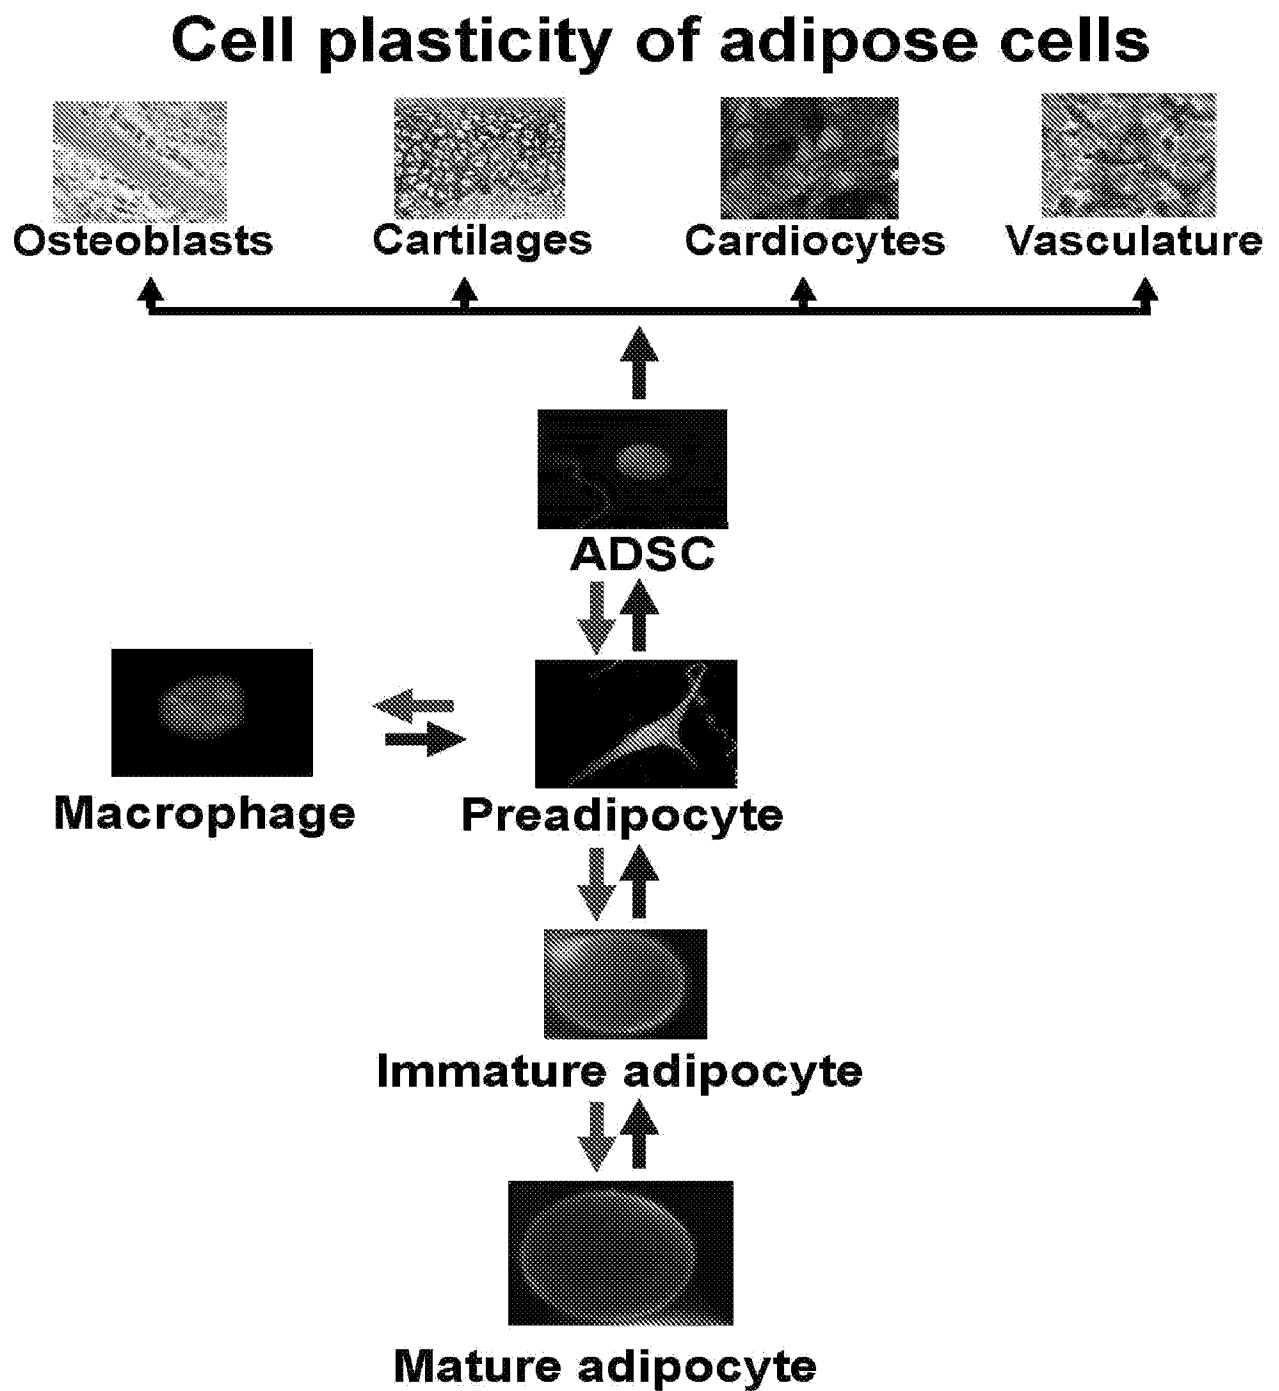 Cell plasticity of adipose cells
Osteoblasts
Cartilages
Cardiocytes
Vasculature
ADSC
Macrophage
Preadipocyte
Immature adipocyte
Mature adipocyte